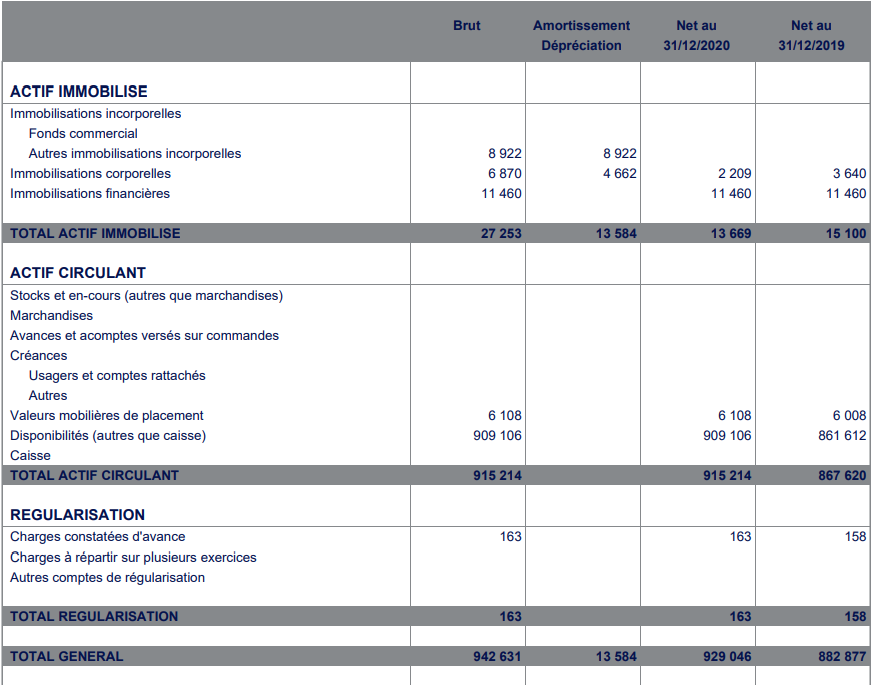 Brut Amortissement Dépréciation Net au 31/12/2020 Net au 31/12/2019
ACTIF IMMOBILISE
Immobilisations incorporelles
Fonds commercial
Autres immobilisations incorporelles 8 922 8 922
Immobilisations corporelles 6 870 4 662 2 209 3 640
Immobilisations financières 11 460 11 460 11 460
TOTAL ACTIF IMMOBILISE 27 253 13 584 13 669 15 100
ACTIF CIRCULANT
Stocks et en-cours (autres que marchandises)
Marchandises
Avances et acomptes versés sur commandes
Créances
Usagers et comptes rattachés
Autres
Valeurs mobilières de placement 6 108 6 108 6 008
Disponibilités (autres que caisse) 909 106 909 106 861 612
Caisse
TOTAL ACTIF CIRCULANT 915 214 915 214 867 620
REGULARISATION
Charges constatées d'avance 163 163 158
Charges à répartir sur plusieurs exercices
Autres comptes de régularisation
TOTAL REGULARISATION 163 163 158
TOTAL GENERAL 942 631 13 584 929 046 882 877